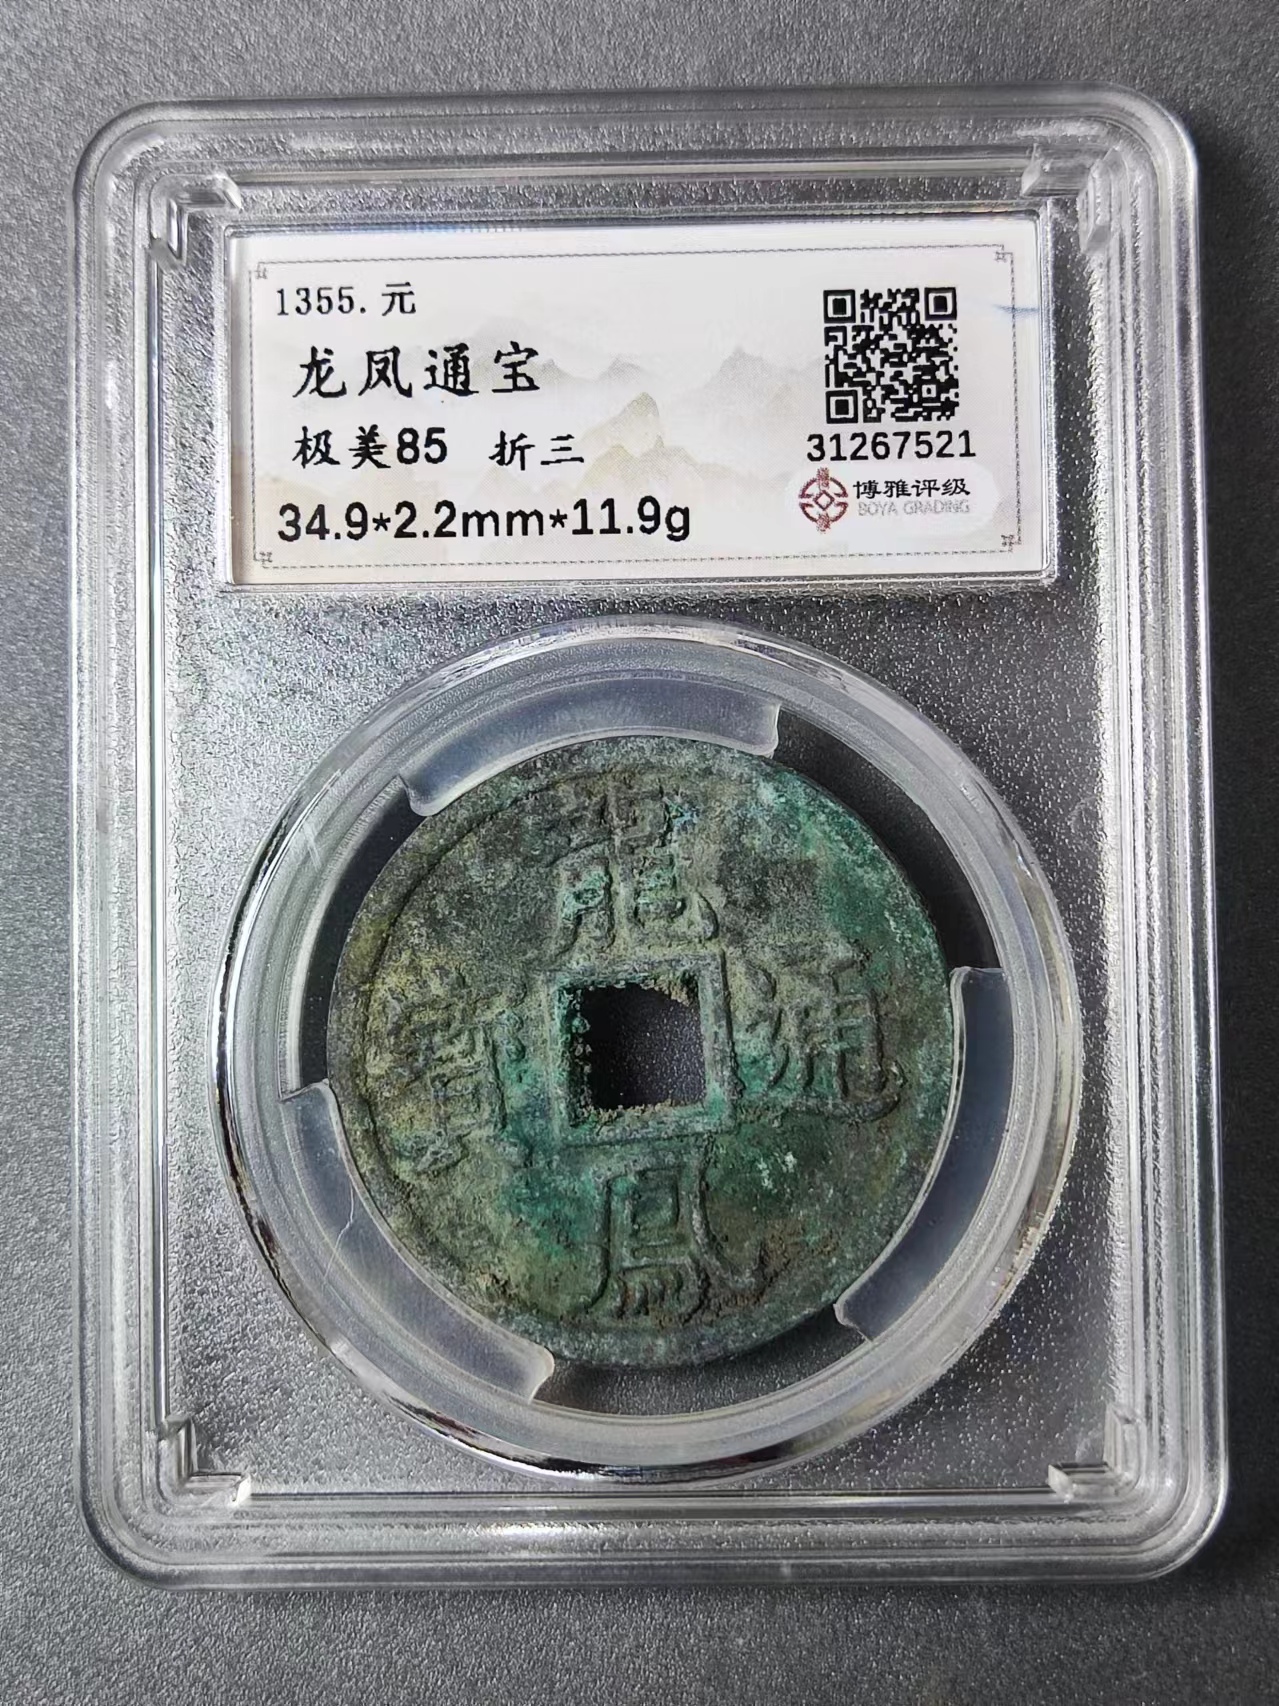 1355. 元
龙凤通宝
极美85 折三
34.9*2.2mm*11.9g
31267521
博雅评级
BOYA GRADING
龍
寶 通
鳳